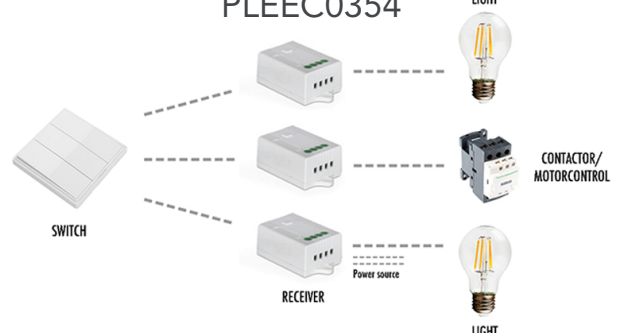 PLEEC0354
LIGHT
SWITCH
CONTACTOR/
MOTORCONTROL
Power source
RECEIVER
LIGHT